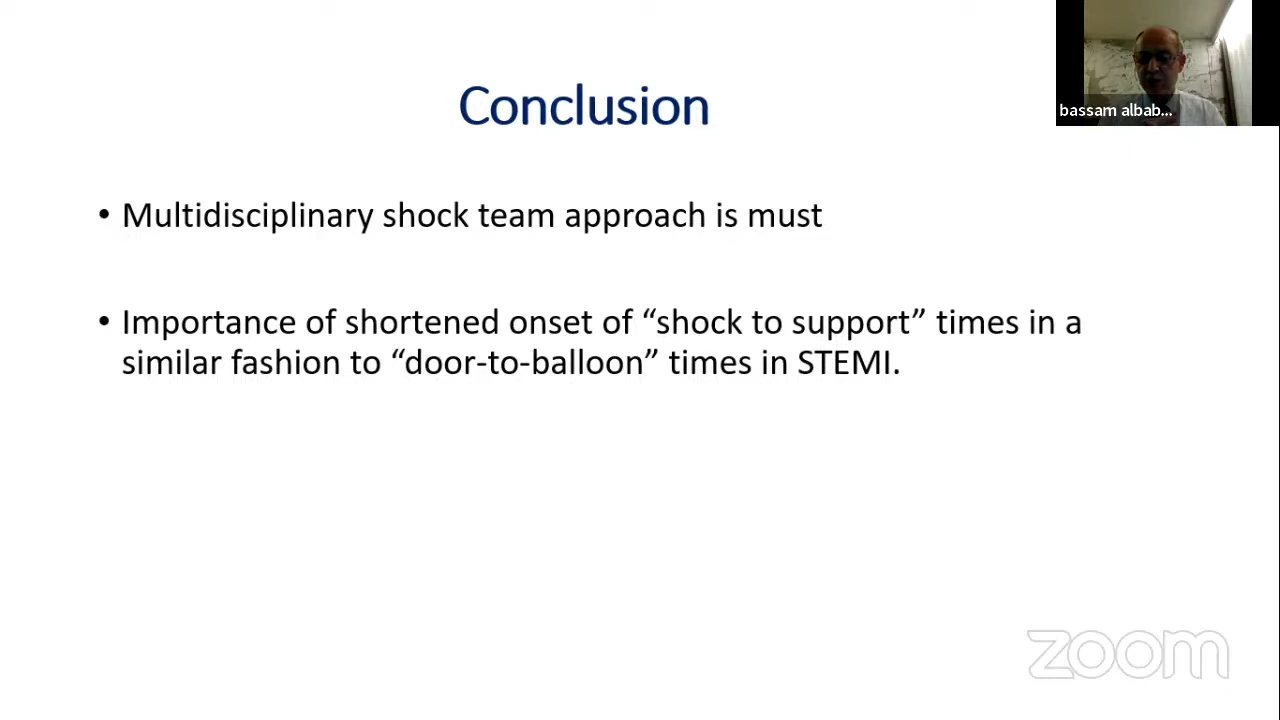 Conclusion
bassam albab...
• Multidisciplinary shock team approach is must
• Importance of shortened onset of “shock to support” times in a
similar fashion to “door-to-balloon” times in STEMI.
zoom